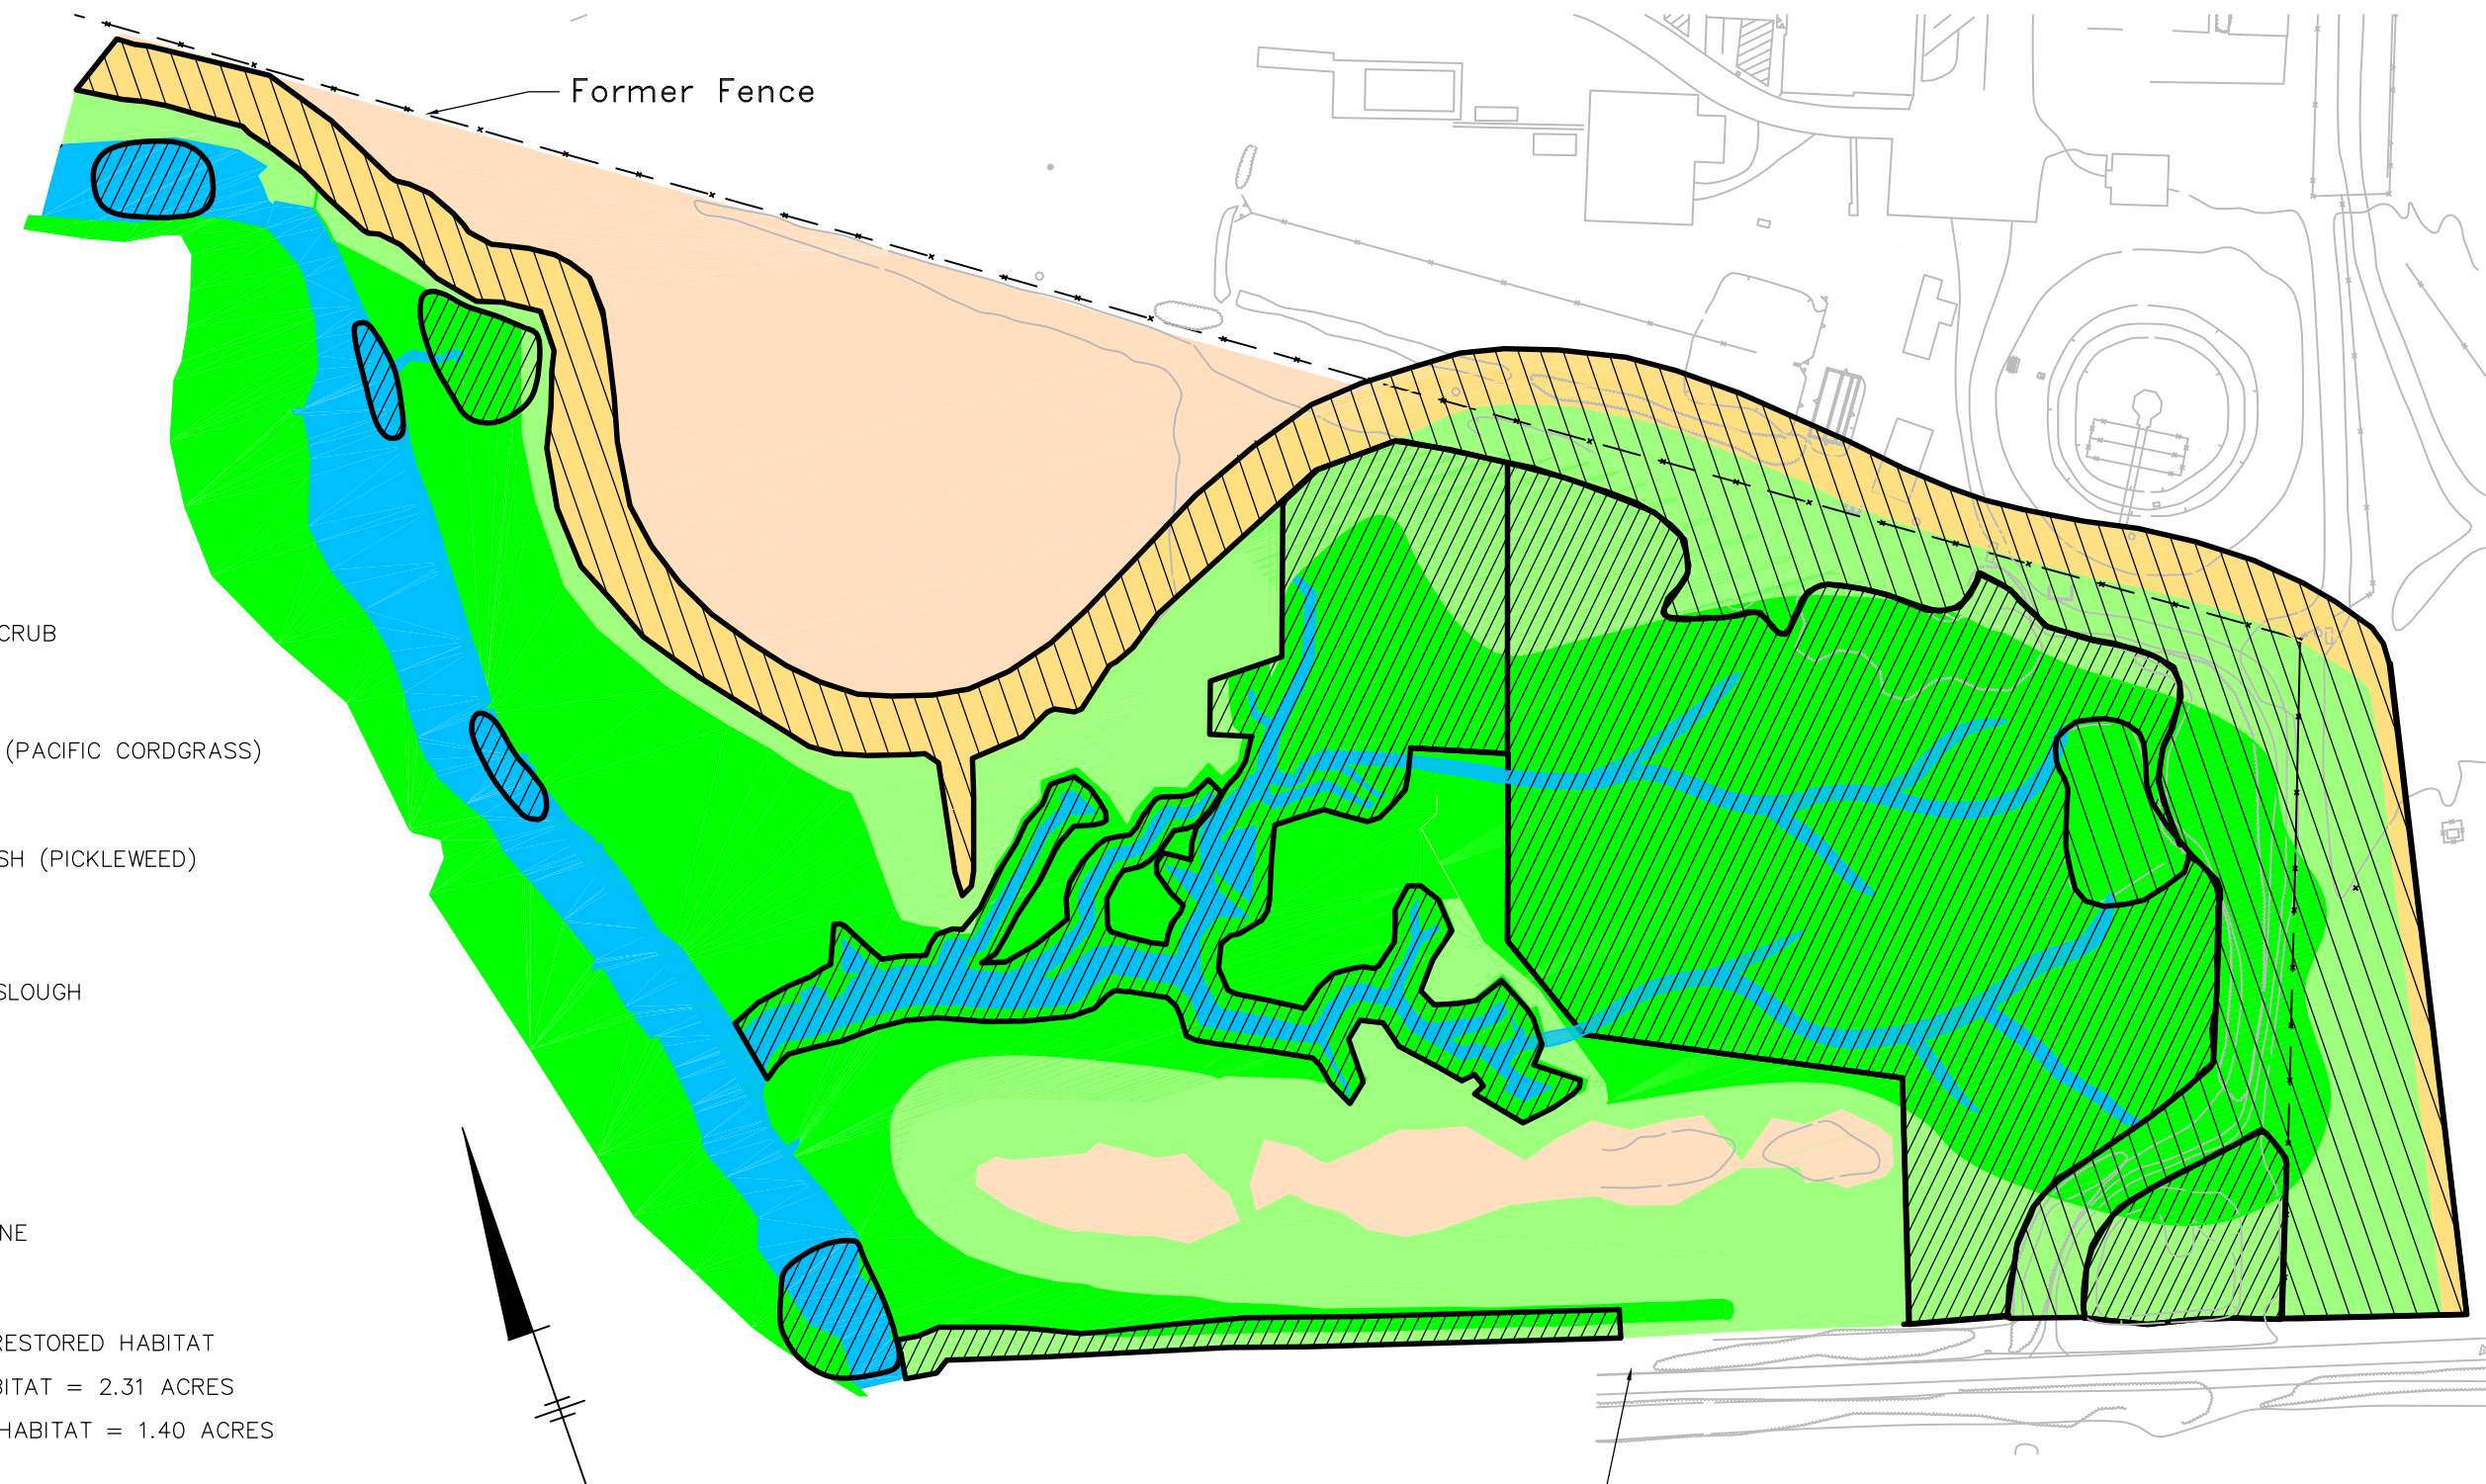 Former Fence
CRUB
(PACIFIC CORDGRASS)
SH (PICKLEWEED)
SLOUGH
NE
RESTORED HABITAT
BITAT = 2.31 ACRES
HABITAT = 1.40 ACRES